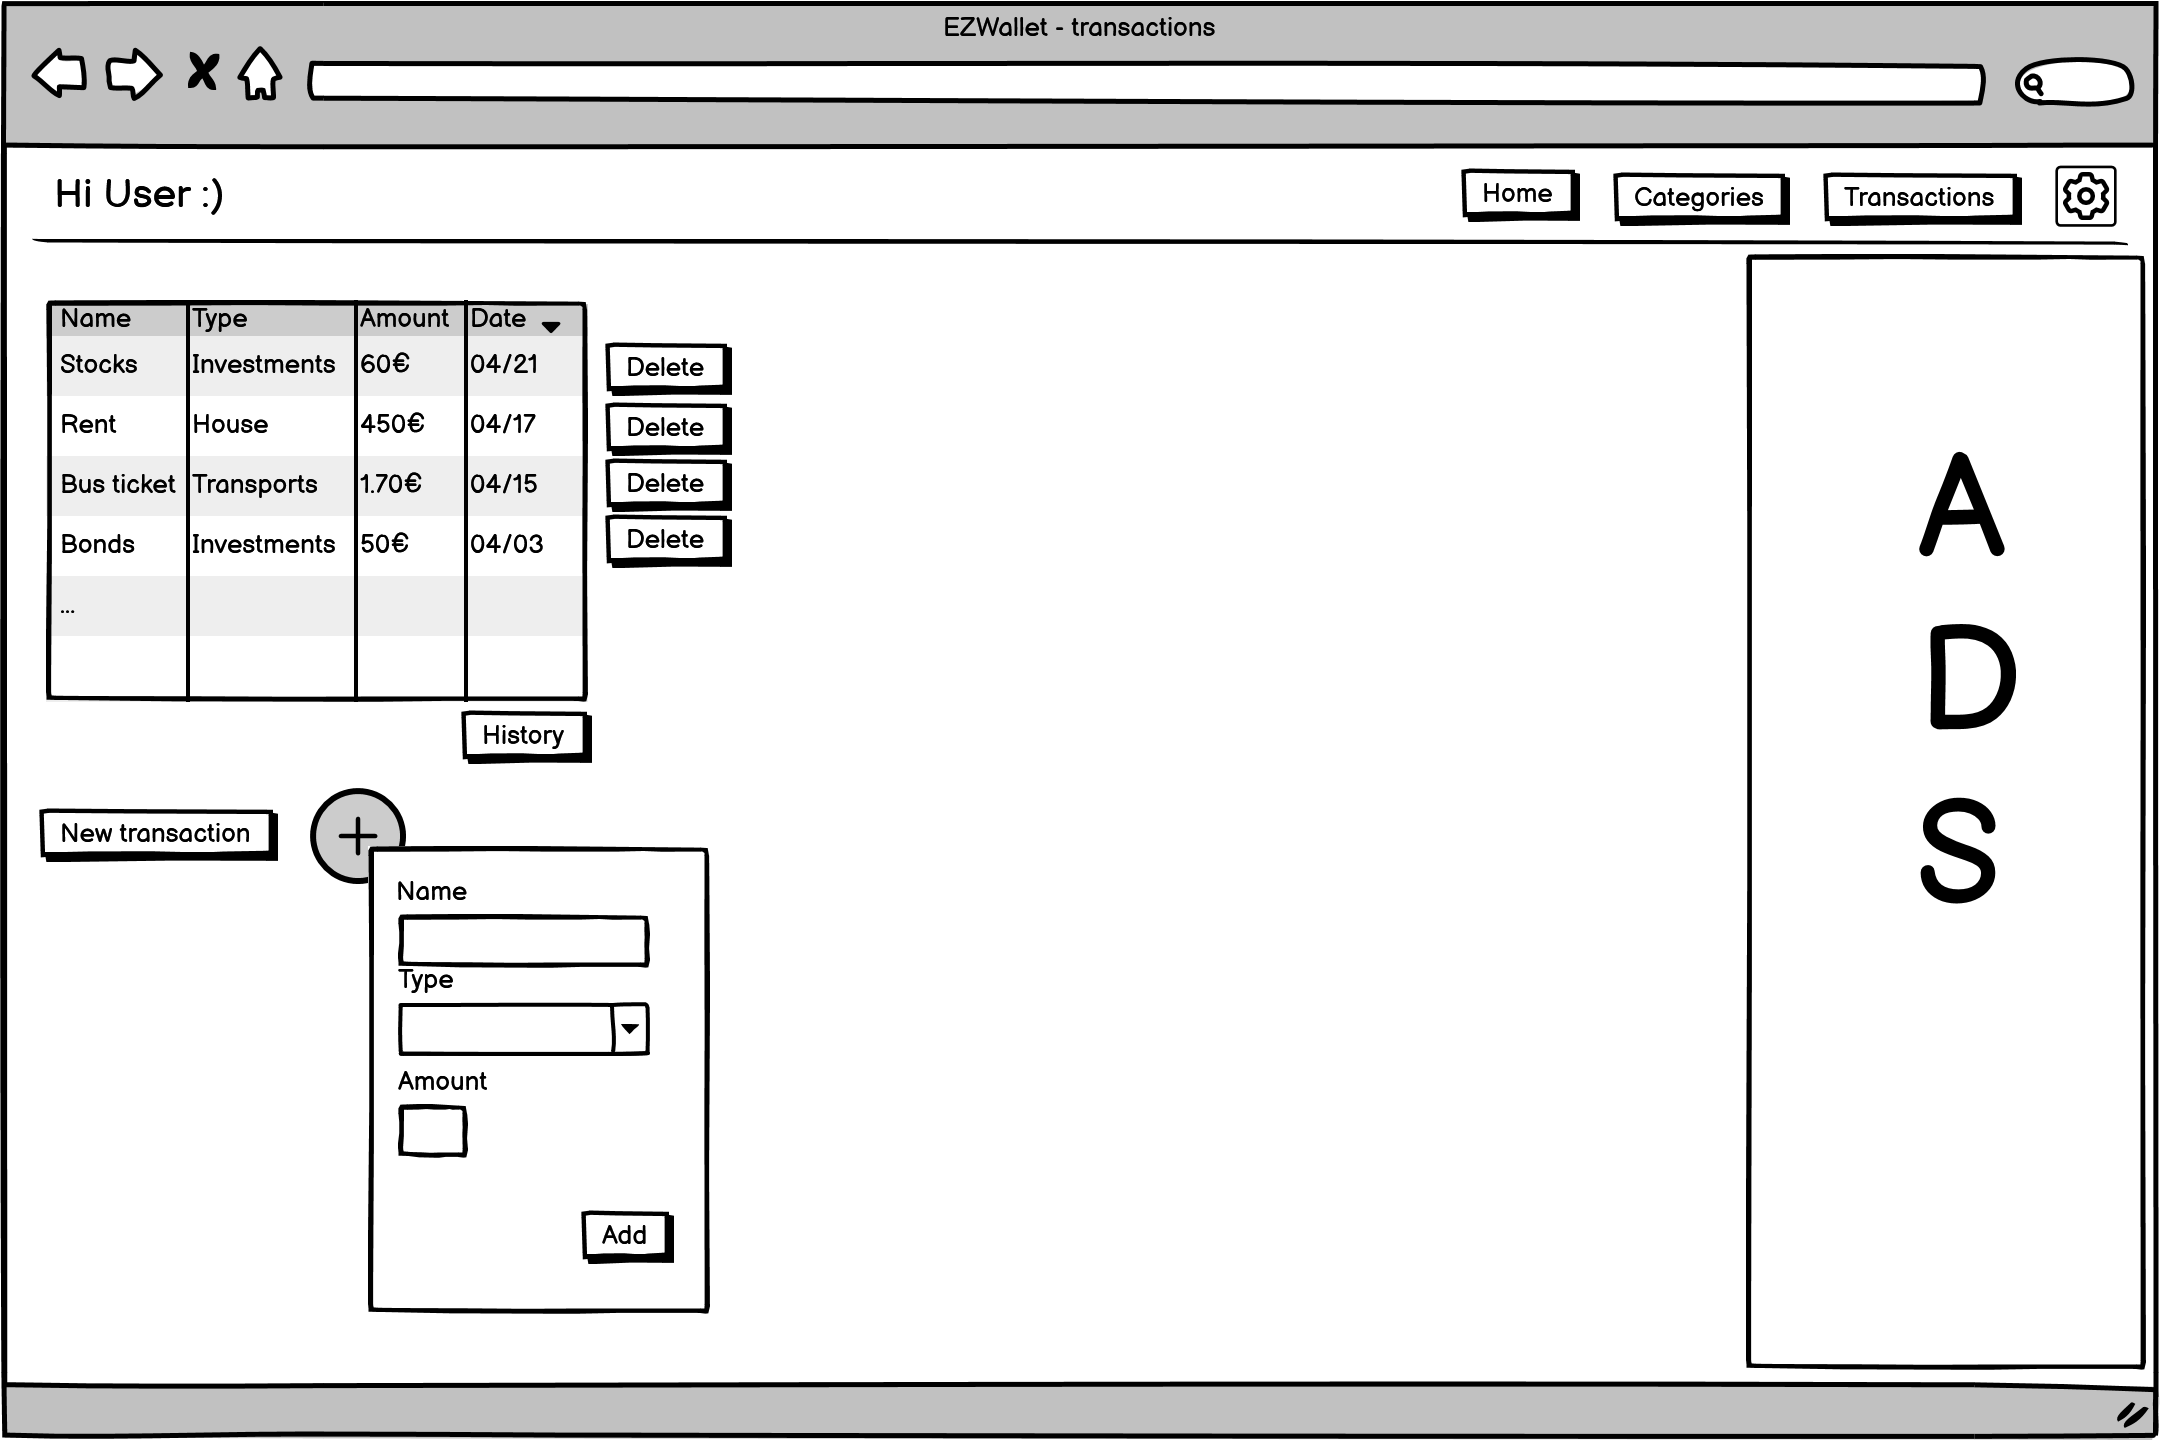 EZWallet - transactions
Hi User :)
Home Categories Transactions
Name Type Amount Date
Stocks Investments 60€ 04/21 Delete
Rent House 450€ 04/17 Delete
Bus ticket Transports 1.70€ 04/15 Delete
Bonds Investments 50€ 04/03 Delete
...
History
New transaction
Name
Type
Amount
Add
A
D
S